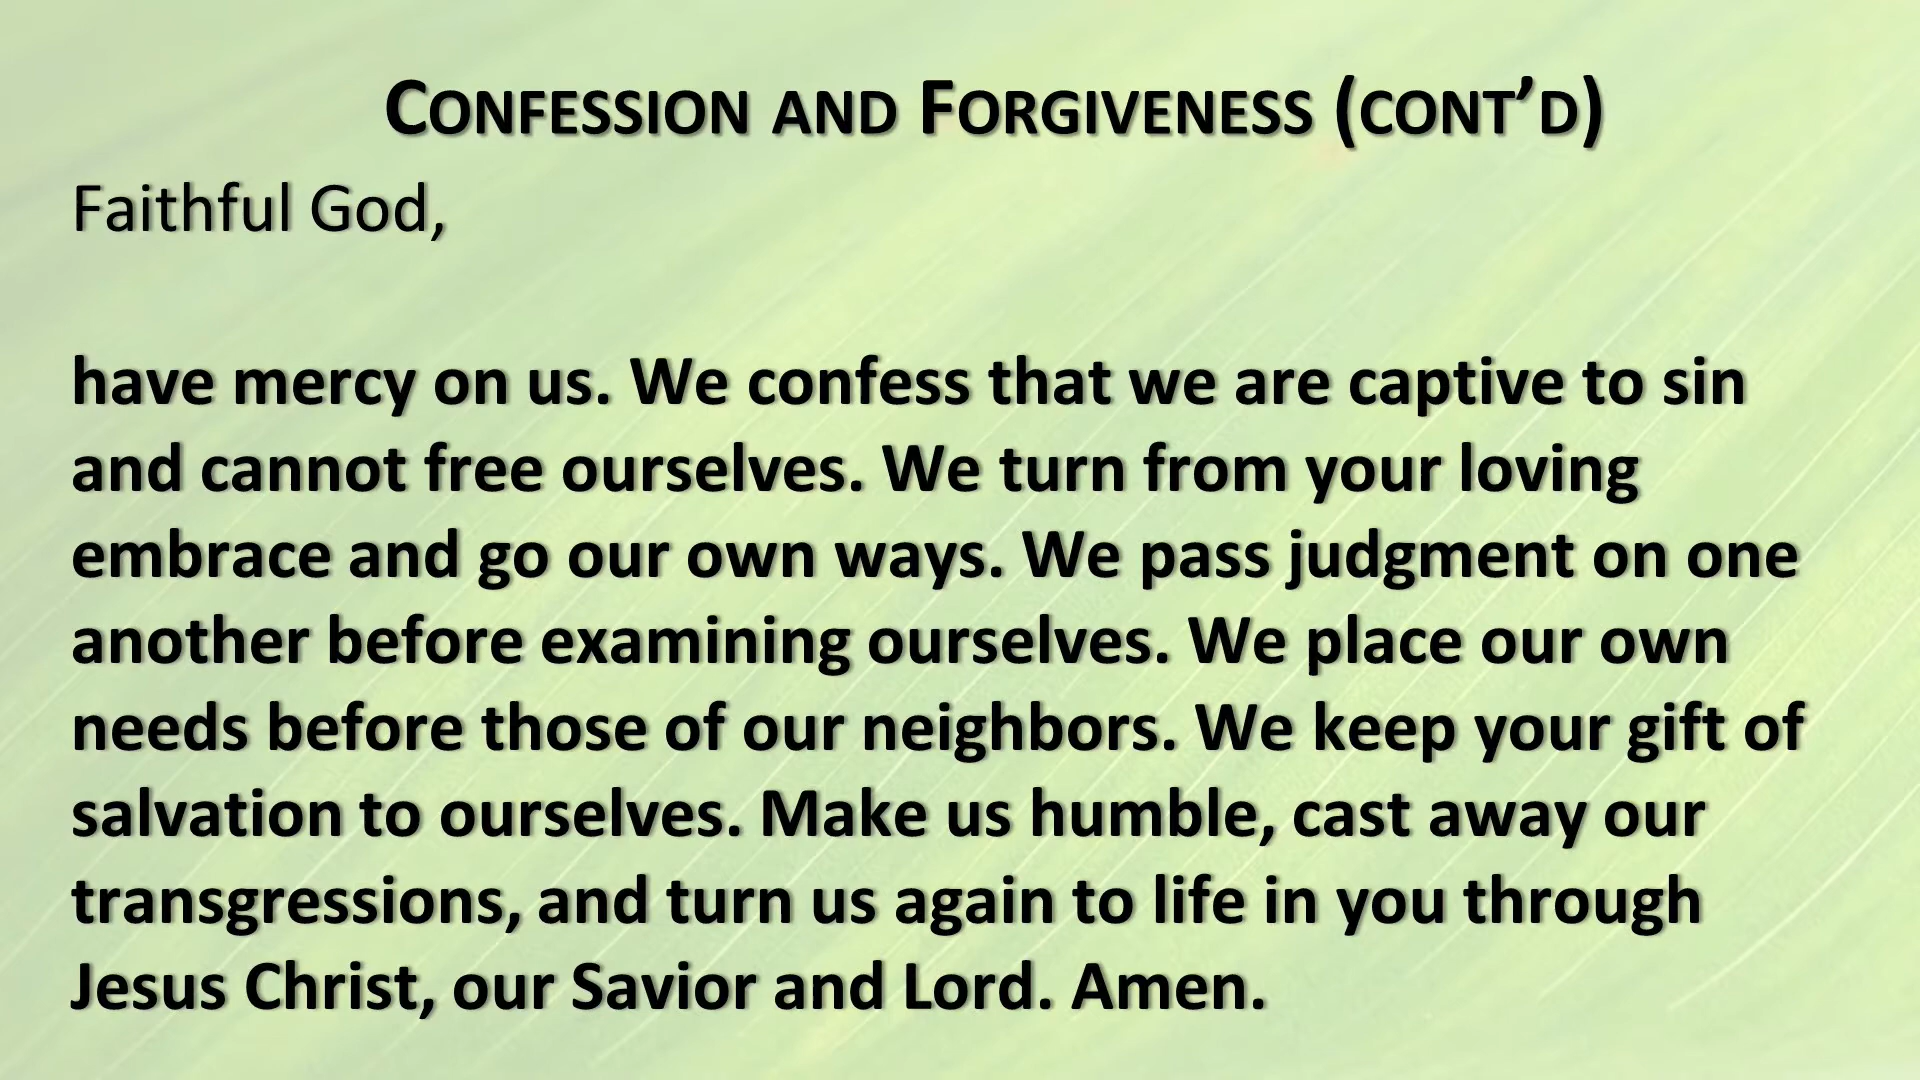 Confession and Forgiveness (cont’d)
Faithful God,
have mercy on us. We confess that we are captive to sin
and cannot free ourselves. We turn from your loving
embrace and go our own ways. We pass judgment on one
another before examining ourselves. We place our own
needs before those of our neighbors. We keep your gift of
salvation to ourselves. Make us humble, cast away our
transgressions, and turn us again to life in you through
Jesus Christ, our Savior and Lord. Amen.